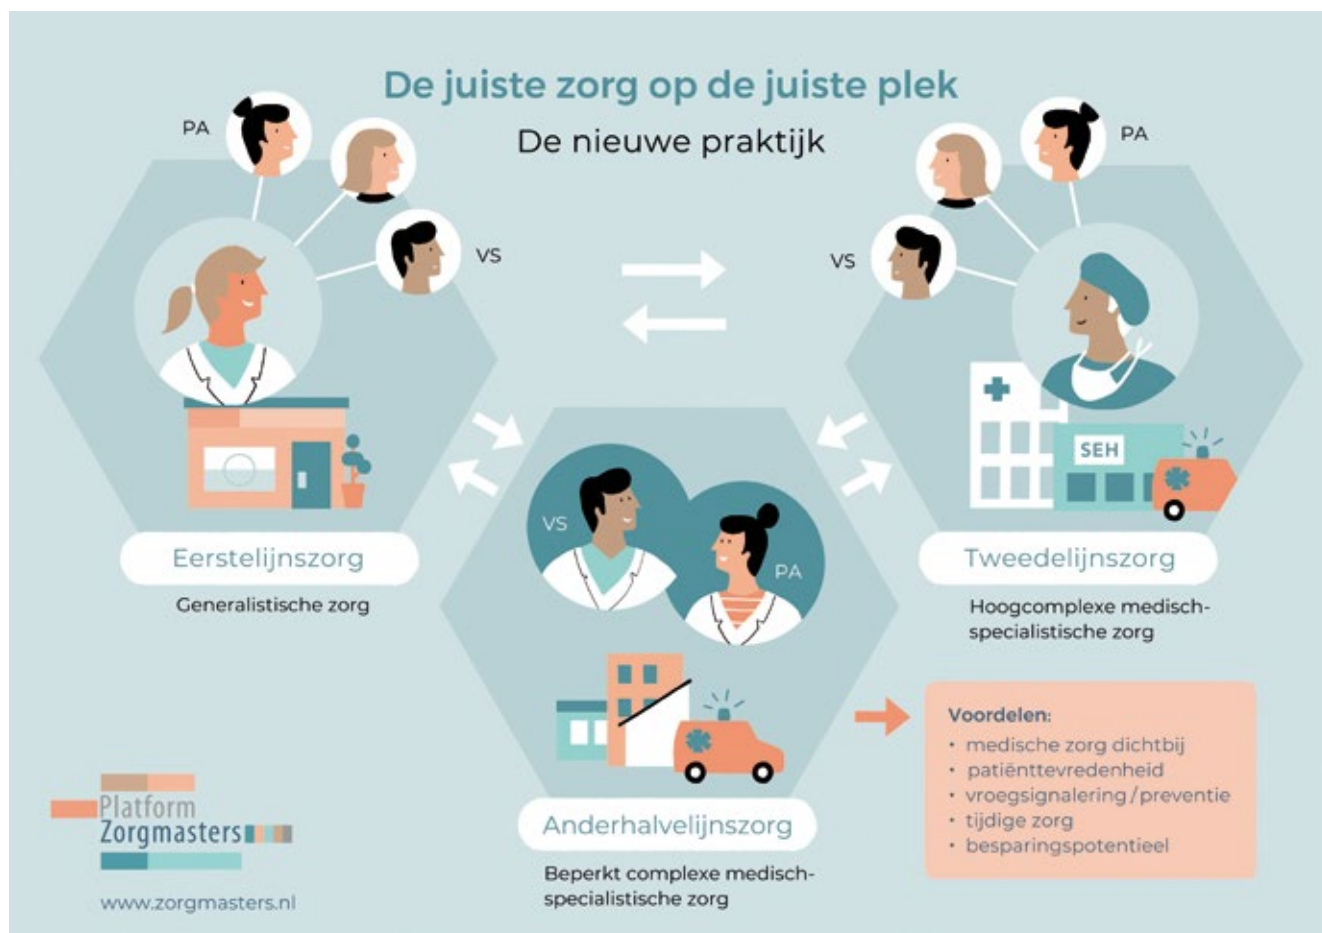 De juiste zorg op de juiste plek
De nieuwe praktijk
PA
VS
PA
VS
SEH
Eerstelijnszorg
Generalistische zorg
Tweedelijnszorg
Hoogcomplexe medisch-
specialistische zorg
VS
PA
Anderhalvelijnszorg
Beperkt complexe medisch-
specialistische zorg
Voordelen:
• medische zorg dichtbij
• patiënttevredenheid
• vroegsignalering / preventie
• tijdige zorg
• besparingspotentieel
Platform
Zorgmasters
www.zorgmasters.nl